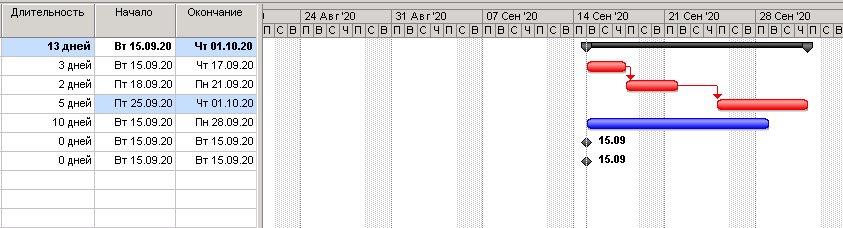 Длительность Начало Окончание
24 Авг '20 31 Авг '20 07 Сен '20 14 Сен '20 21 Сен '20 28 Сен '20
П С В П В С Ч П С В П В С Ч П С В П В С Ч П С В П В С Ч П С В П В С Ч П С В П В С Ч П С В
13 дней Вт 15.09.20 Чт 01.10.20
3 дней Вт 15.09.20 Чт 17.09.20
2 дней Пт 18.09.20 Пн 21.09.20
5 дней Пт 25.09.20 Чт 01.10.20
10 дней Вт 15.09.20 Пн 28.09.20
0 дней Вт 15.09.20 Вт 15.09.20 15.09
0 дней Вт 15.09.20 Вт 15.09.20 15.09